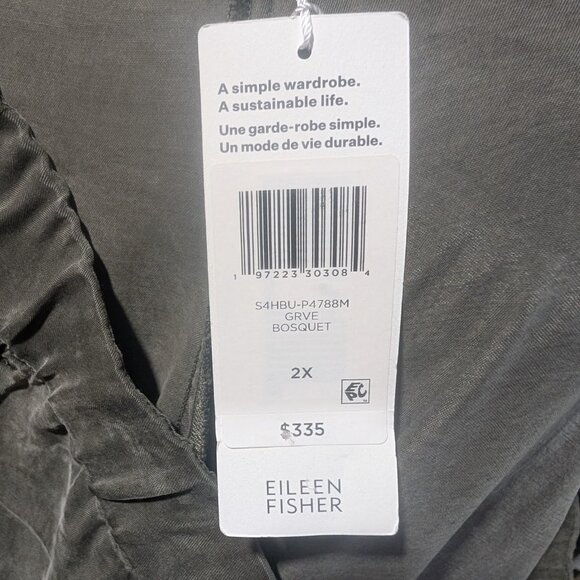 A simple wardrobe.
A sustainable life.
Une garde-robe simple.
Un mode de vie durable.
1 97223 30308 4
S4HBU-P4788M
GRVE
BOSQUET
2X
EPC
$335
EILEEN
FISHER